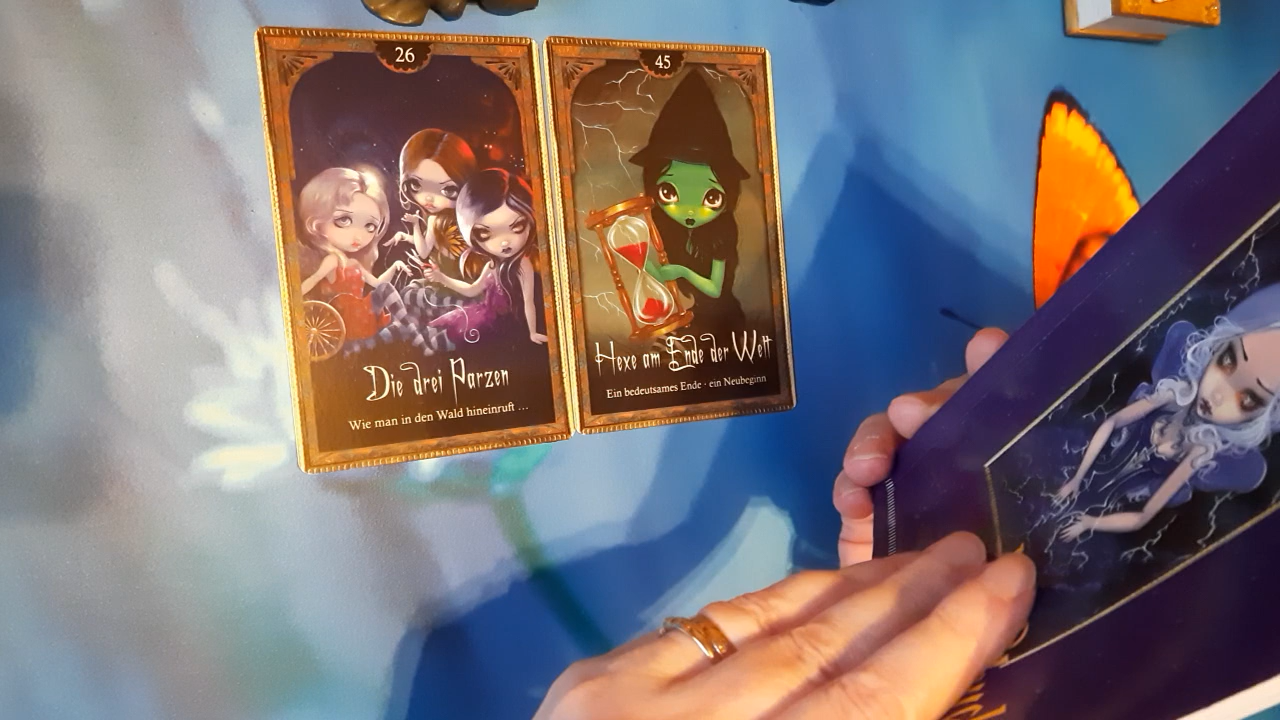 26
Die drei Parzen
Wie man in den Wald hineinruft ...
45
Hexe am Ende der Welt
Ein bedeutsames Ende · ein Neubeginn